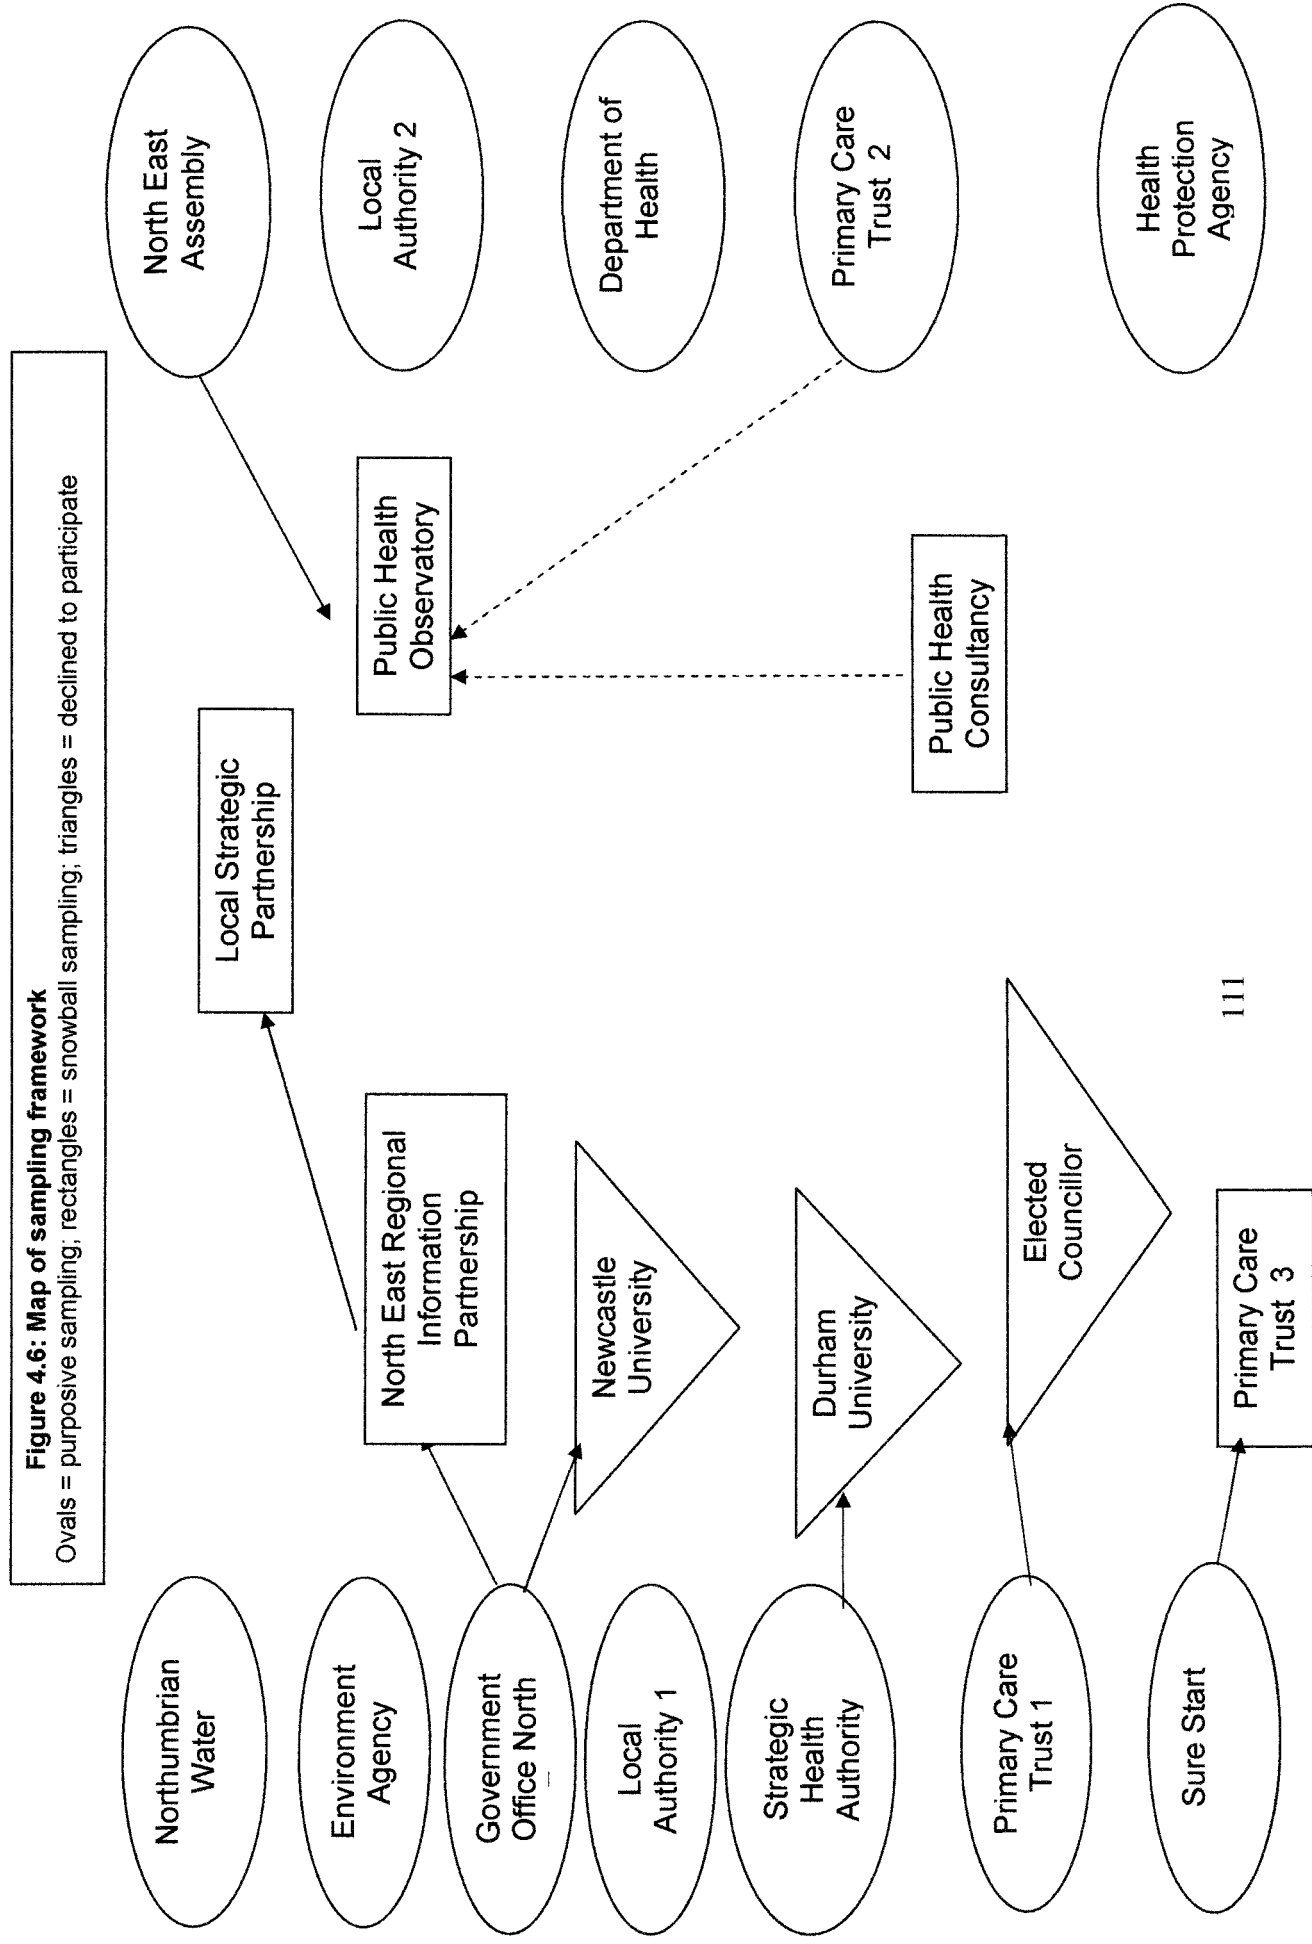 Figure 4.6: Map of sampling framework
Ovals = purposive sampling; rectangles = snowball sampling; triangles = declined to participate
Northumbrian
Water
Environment
Agency
Government
Office North
Local
Authority 1
Strategic
Health
Authority
Primary Care
Trust 1
Sure Start
North East Regional
Information
Partnership
Newcastle
University
Durham
University
Elected
Councillor
Primary Care
Trust 3
Local Strategic
Partnership
Public Health
Observatory
Public Health
Consultancy
North East
Assembly
Local
Authority 2
Department of
Health
Primary Care
Trust 2
Health
Protection
Agency
111